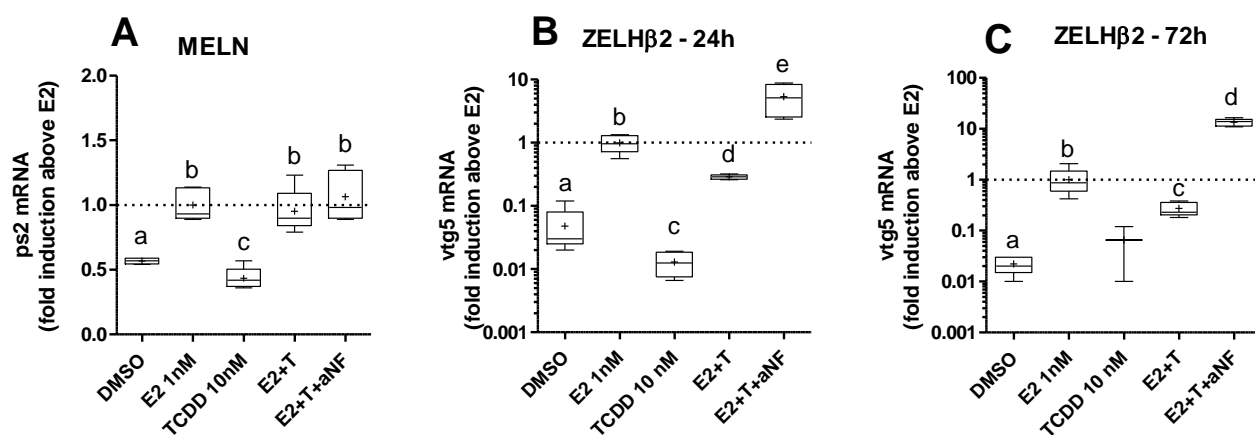 A
MELN
ps2 mRNA
(fold induction above E2)
2.0
1.5
1.0
0.5
0.0
a
b
c
b
b
DMSO
E2 1nM
TCDD 10nM
E2+T
E2+T+aNF
B
ZELHβ2 - 24h
vtg5 mRNA
(fold induction above E2)
10
1
0.1
0.01
0.001
a
b
c
d
e
DMSO
E2 1nM
TCDD 10 nM
E2+T
E2+T+aNF
C
ZELHβ2 - 72h
vtg5 mRNA
(fold induction above E2)
100
10
1
0.1
0.01
0.001
a
b
c
d
DMSO
E2 1nM
TCDD 10 nM
E2+T
E2+T+aNF